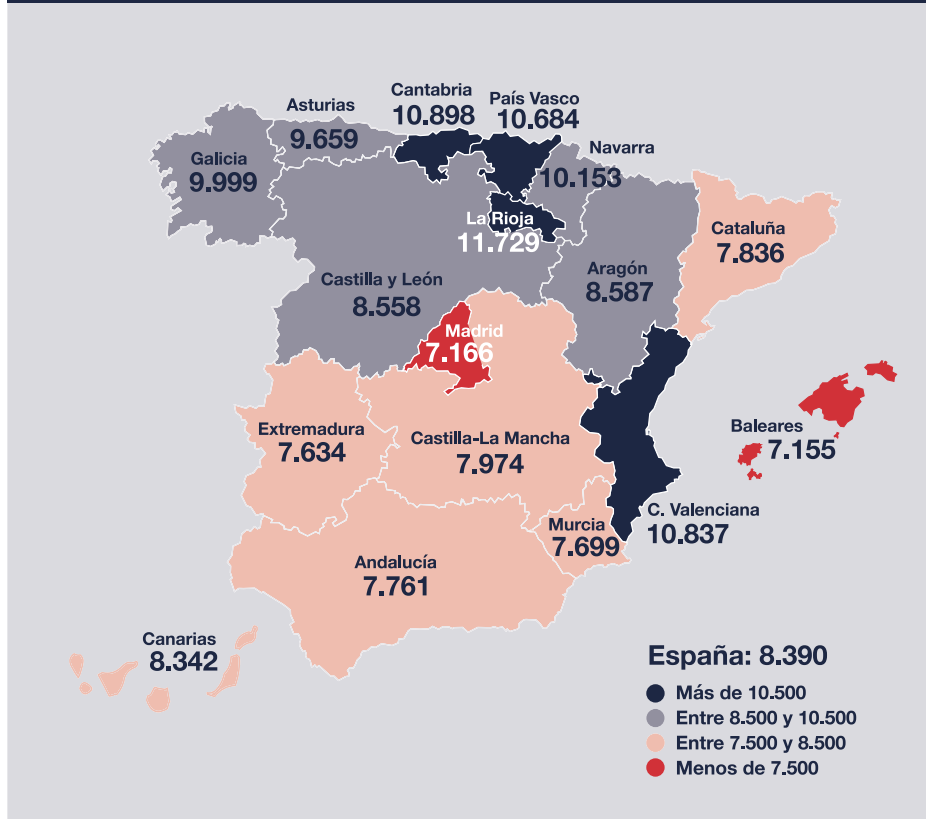 Cantabria
10.898
País Vasco
10.684
Asturias
9.659
Navarra
10.153
Galicia
9.999
La Rioja
11.729
Cataluña
7.836
Aragón
8.587
Castilla y León
8.558
Madrid
7.166
Extremadura
7.634
Castilla-La Mancha
7.974
Baleares
7.155
C. Valenciana
10.837
Murcia
7.699
Andalucía
7.761
Canarias
8.342
España: 8.390
Más de 10.500
Entre 8.500 y 10.500
Entre 7.500 y 8.500
Menos de 7.500